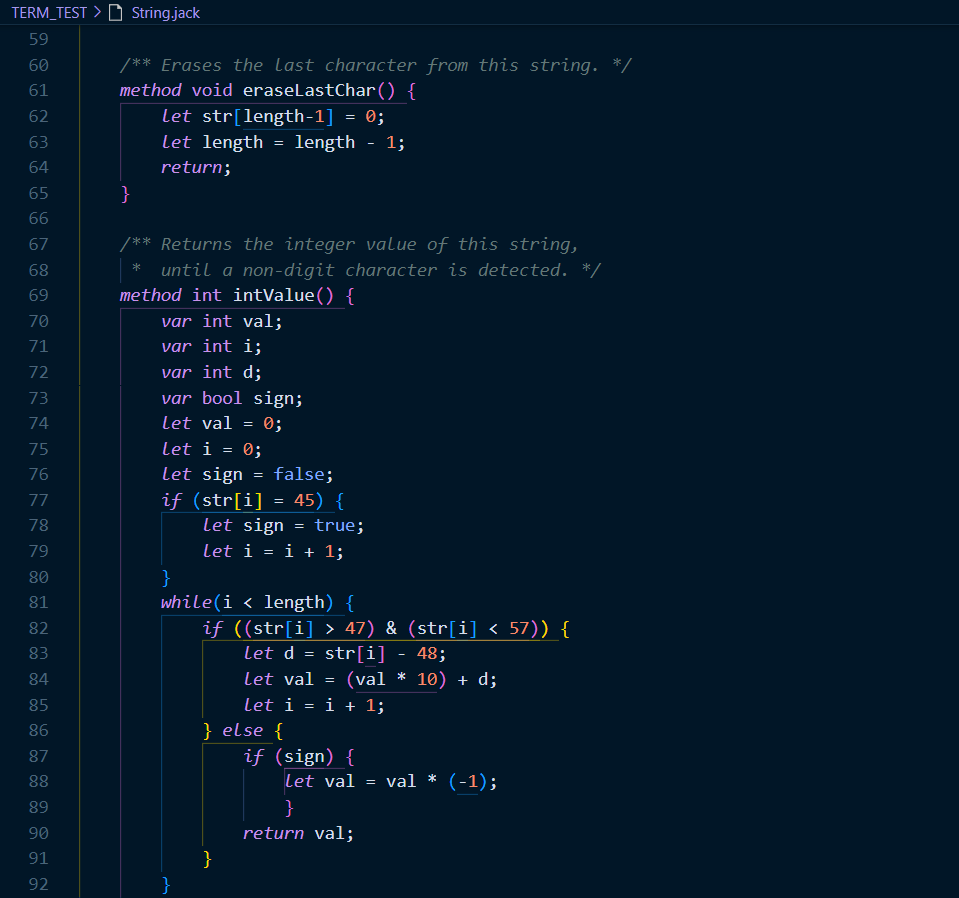 TERM_TEST > String.jack
59
60 /** Erases the last character from this string. */
61 method void eraseLastChar() {
62 let str[length-1] = 0;
63 let length = length - 1;
64 return;
65 }
66
67 /** Returns the integer value of this string,
68 * until a non-digit character is detected. */
69 method int intValue() {
70 var int val;
71 var int i;
72 var int d;
73 var bool sign;
74 let val = 0;
75 let i = 0;
76 let sign = false;
77 if (str[i] = 45) {
78 let sign = true;
79 let i = i + 1;
80 }
81 while(i < length) {
82 if ((str[i] > 47) & (str[i] < 57)) {
83 let d = str[i] - 48;
84 let val = (val * 10) + d;
85 let i = i + 1;
86 } else {
87 if (sign) {
88 let val = val * (-1);
89 }
90 return val;
91 }
92 }